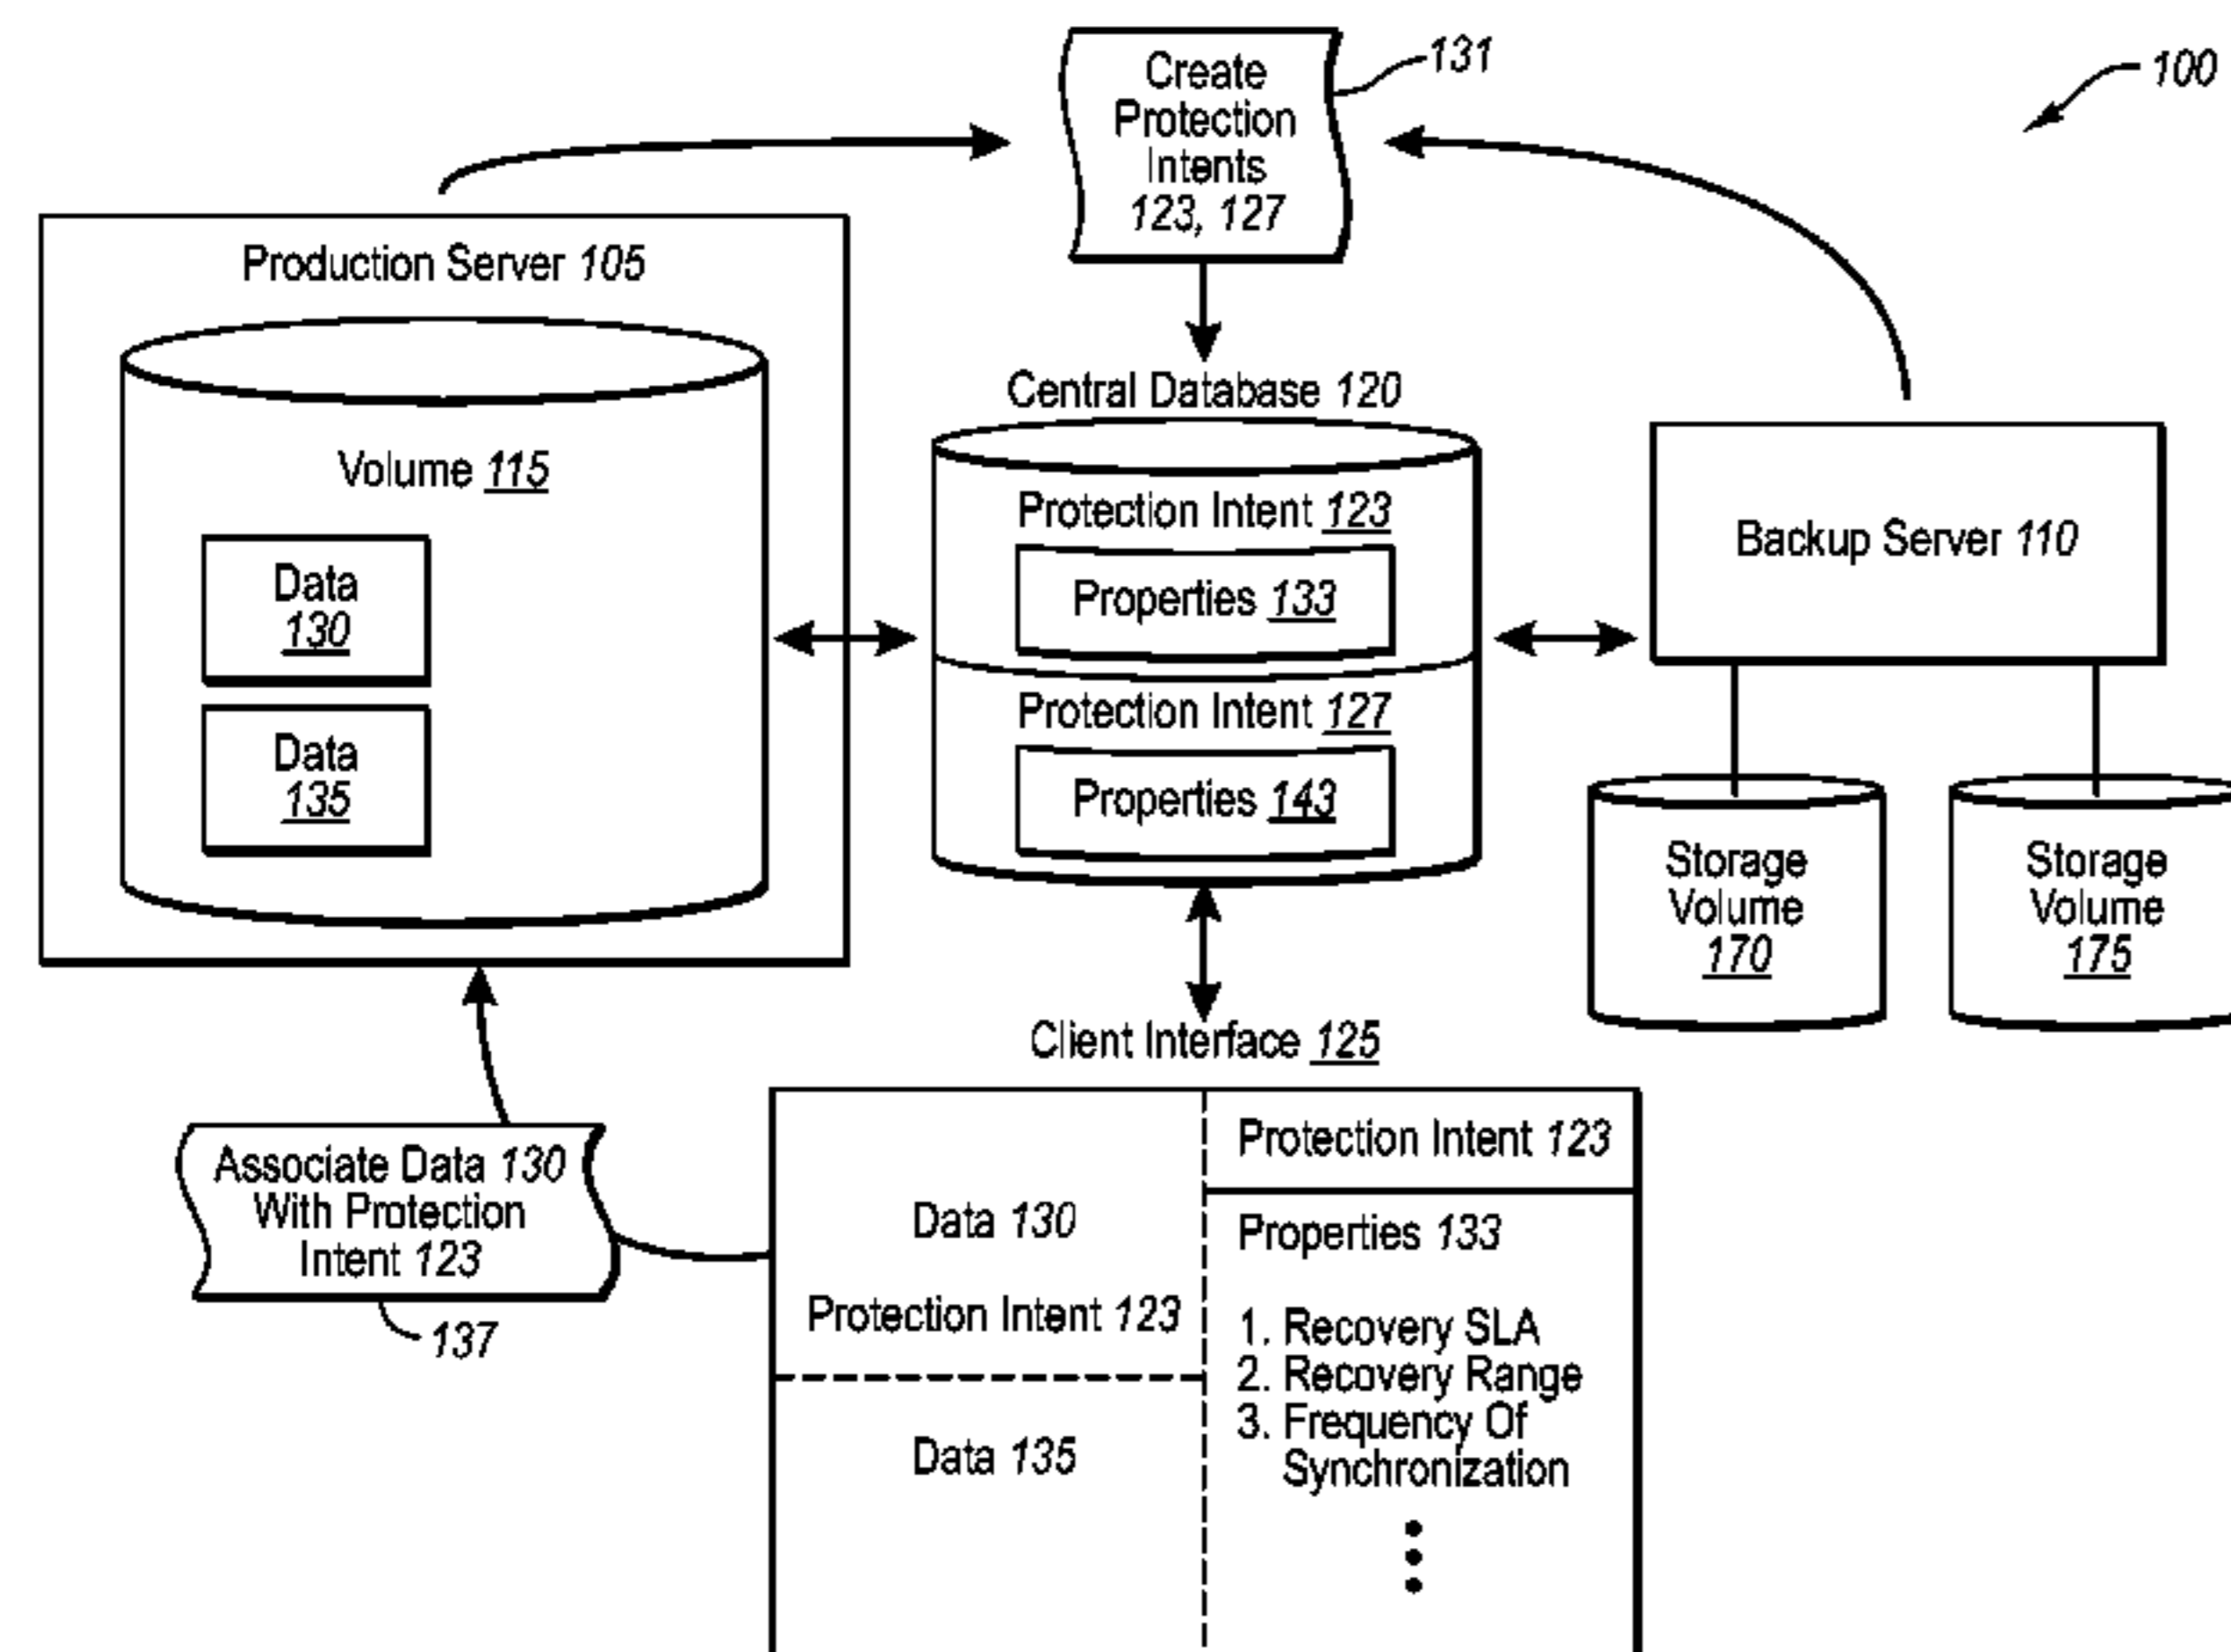 Create
Protection
Intents
123, 127
131
100
Production Server 105
Volume 115
Data
130
Data
135
Central Database 120
Protection Intent 123
Properties 133
Protection Intent 127
Properties 143
Backup Server 110
Storage
Volume
170
Storage
Volume
175
Client Interface 125
Associate Data 130
With Protection
Intent 123
137
Data 130
Protection Intent 123
Data 135
Protection Intent 123
Properties 133
1. Recovery SLA
2. Recovery Range
3. Frequency Of
Synchronization